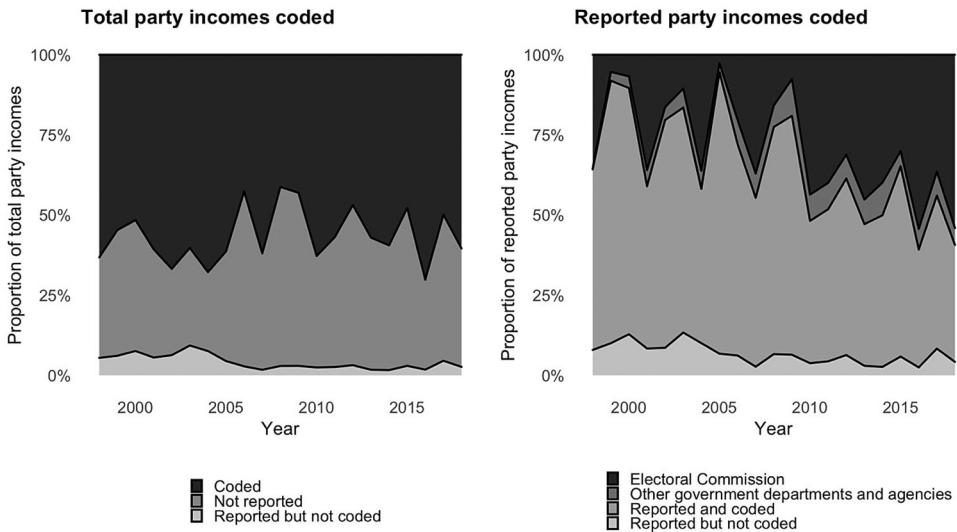 Total party incomes coded
Proportion of total party incomes
100%
75%
50%
25%
0%
2000 2005 2010 2015
Year
Coded
Not reported
Reported but not coded
Reported party incomes coded
Proportion of reported party incomes
100%
75%
50%
25%
0%
2000 2005 2010 2015
Year
Electoral Commission
Other government departments and agencies
Reported and coded
Reported but not coded